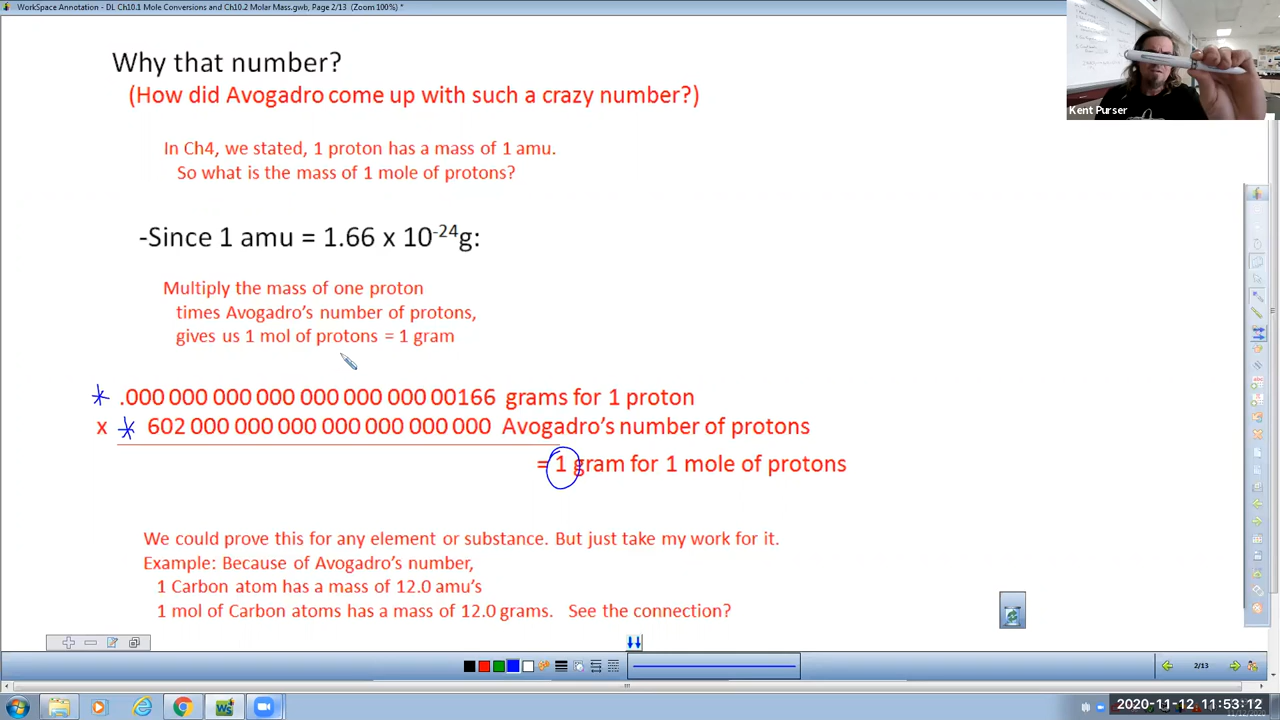 WorkSpace Annotation - DL Ch10.1 Mole Conversions and Ch10.2 Molar Mass.gwb, Page 2/13 (Zoom 100%) *
Kent Purser
Why that number?
(How did Avogadro come up with such a crazy number?)
In Ch4, we stated, 1 proton has a mass of 1 amu.
So what is the mass of 1 mole of protons?
-Since 1 amu = 1.66 x 10⁻²⁴g:
Multiply the mass of one proton
times Avogadro's number of protons,
gives us 1 mol of protons = 1 gram
* .000 000 000 000 000 000 000 00166 grams for 1 proton
x * 602 000 000 000 000 000 000 000 Avogadro's number of protons
= 1 gram for 1 mole of protons
We could prove this for any element or substance. But just take my work for it.
Example: Because of Avogadro's number,
1 Carbon atom has a mass of 12.0 amu's
1 mol of Carbon atoms has a mass of 12.0 grams. See the connection?
2/13
2020-11-12 11:53:12